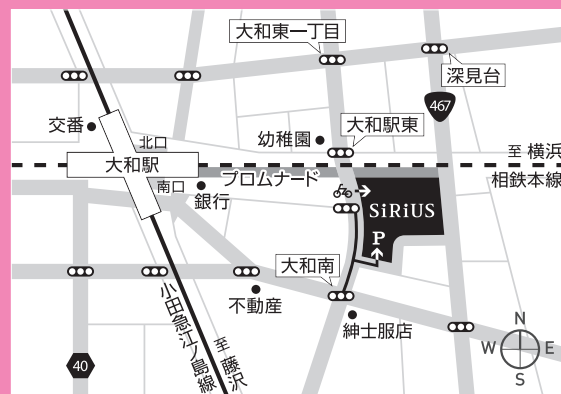 大和東一丁目
深見台
467
交番
北口
幼稚園
大和駅東
至 横浜
大和駅
プロムナード
相鉄本線
南口
銀行
SiRiUS
P
大和南
不動産
紳士服店
小田急江ノ島線
至 藤沢
40
N
W E
S